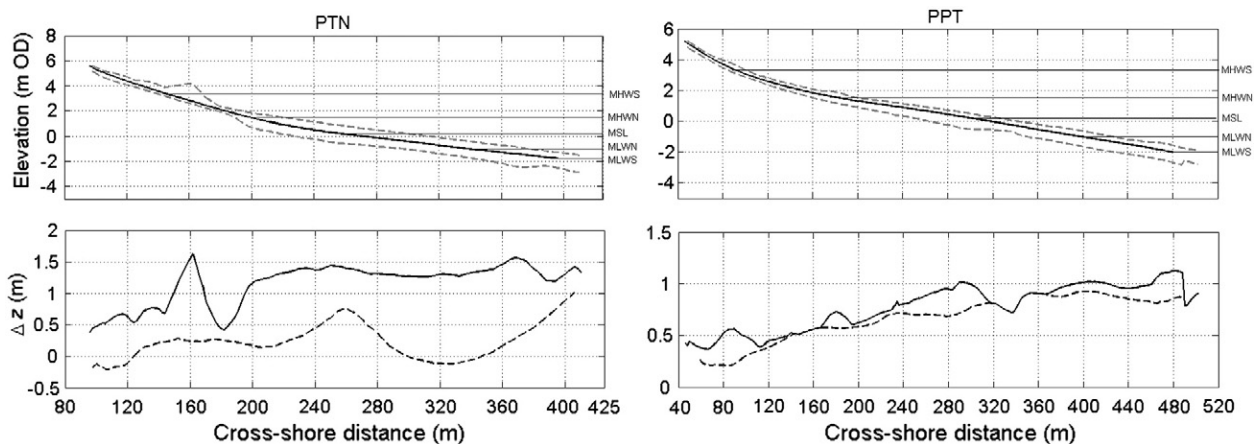 PTN
PPT
Elevation (m OD)
8
6
4
2
0
-2
-4
MHWS
MHWN
MSL
MLWN
MLWS
6
4
2
0
-2
-4
MHWS
MHWN
MSL
MLWN
MLWS
Δz (m)
2
1.5
1
0.5
0
-0.5
80 120 160 200 240 280 320 360 400 425
Cross-shore distance (m)
1.5
1
0.5
0
40 80 120 160 200 240 280 320 360 400 440 480 520
Cross-shore distance (m)